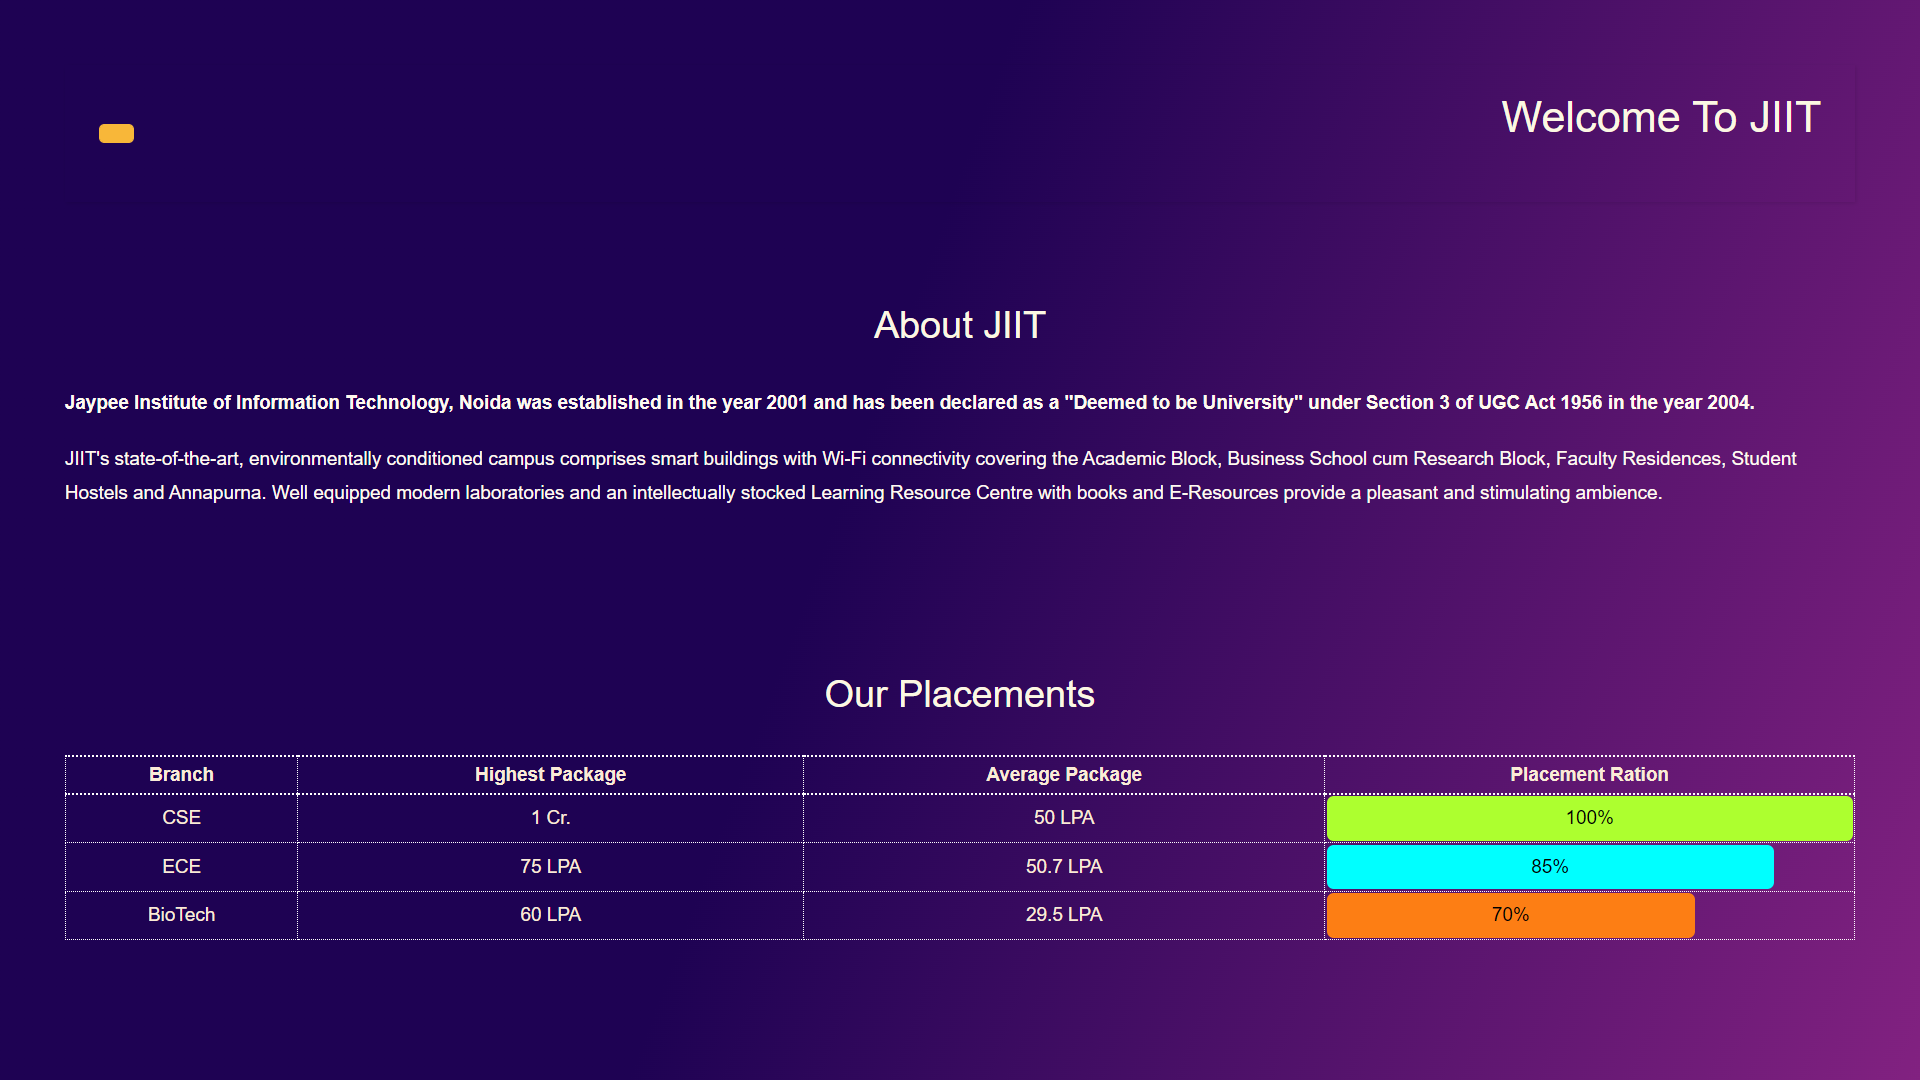 Welcome To JIIT
About JIIT
Jaypee Institute of Information Technology, Noida was established in the year 2001 and has been declared as a "Deemed to be University" under Section 3 of UGC Act 1956 in the year 2004.
JIIT's state-of-the-art, environmentally conditioned campus comprises smart buildings with Wi-Fi connectivity covering the Academic Block, Business School cum Research Block, Faculty Residences, Student
Hostels and Annapurna. Well equipped modern laboratories and an intellectually stocked Learning Resource Centre with books and E-Resources provide a pleasant and stimulating ambience.
Our Placements
Branch Highest Package Average Package Placement Ration
CSE 1 Cr. 50 LPA 100%
ECE 75 LPA 50.7 LPA 85%
BioTech 60 LPA 29.5 LPA 70%